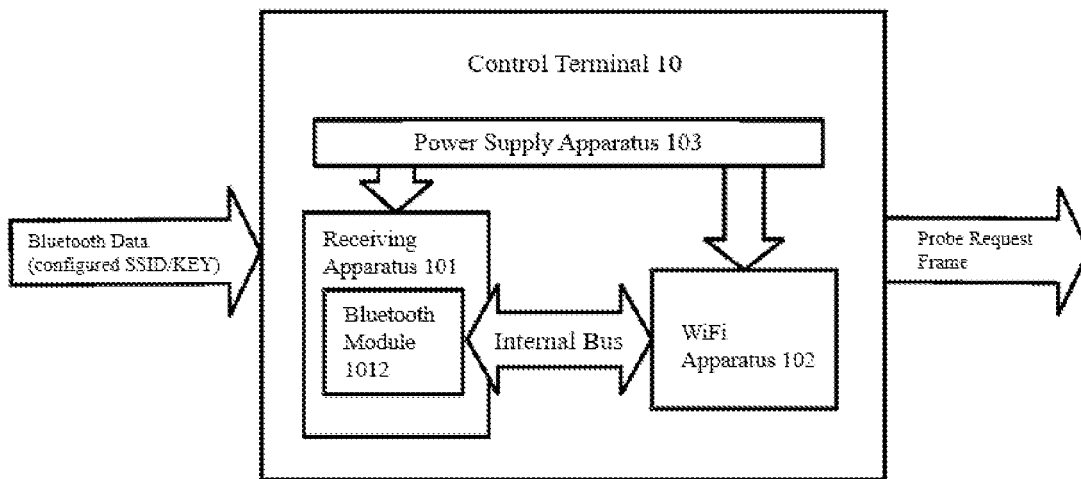 Control Terminal 10
Power Supply Apparatus 103
Bluetooth Data
(configured SSID/KEY)
Receiving
Apparatus 101
Bluetooth
Module
1012
Internal Bus
WiFi
Apparatus 102
Probe Request
Frame